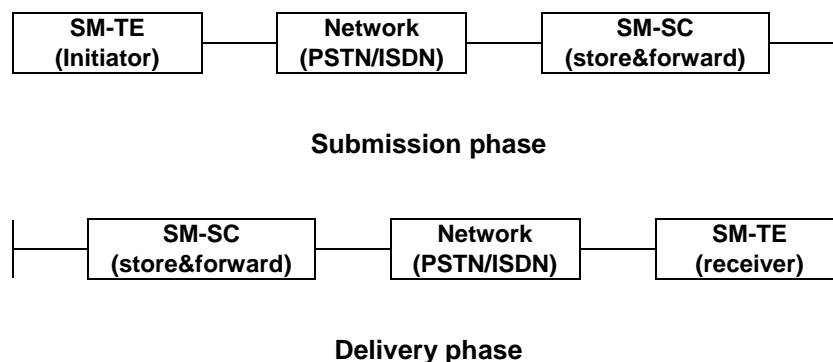 SM-TE
(Initiator)
Network
(PSTN/ISDN)
SM-SC
(store&forward)
Submission phase
SM-SC
(store&forward)
Network
(PSTN/ISDN)
SM-TE
(receiver)
Delivery phase